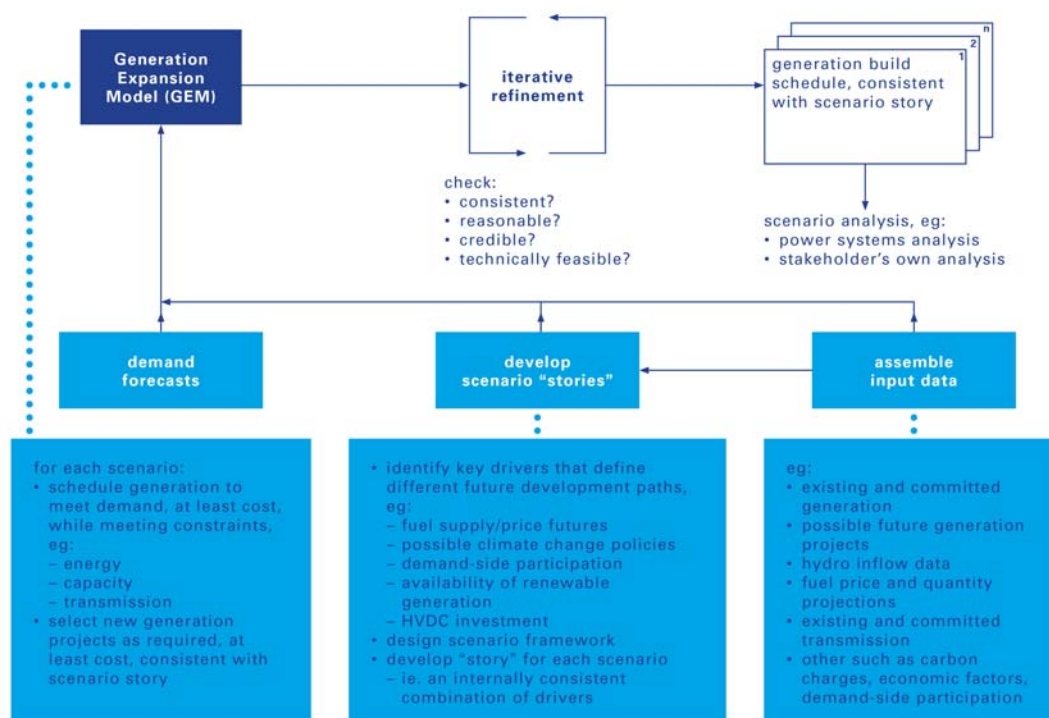 Generation
Expansion
Model (GEM)
iterative
refinement
n
2
1
generation build
schedule, consistent
with scenario story
check:
• consistent?
• reasonable?
• credible?
• technically feasible?
scenario analysis, eg:
• power systems analysis
• stakeholder's own analysis
demand
forecasts
develop
scenario “stories”
assemble
input data
for each scenario:
• schedule generation to
meet demand, at least cost,
while meeting constraints,
eg:
– energy
– capacity
– transmission
• select new generation
projects as required, at
least cost, consistent with
scenario story
• identify key drivers that define
different future development paths,
eg:
– fuel supply/price futures
– possible climate change policies
– demand-side participation
– availability of renewable
generation
– HVDC investment
• design scenario framework
• develop “story” for each scenario
– ie. an internally consistent
combination of drivers
eg:
• existing and committed
generation
• possible future generation
projects
• hydro inflow data
• fuel price and quantity
projections
• existing and committed
transmission
• other such as carbon
charges, economic factors,
demand-side participation